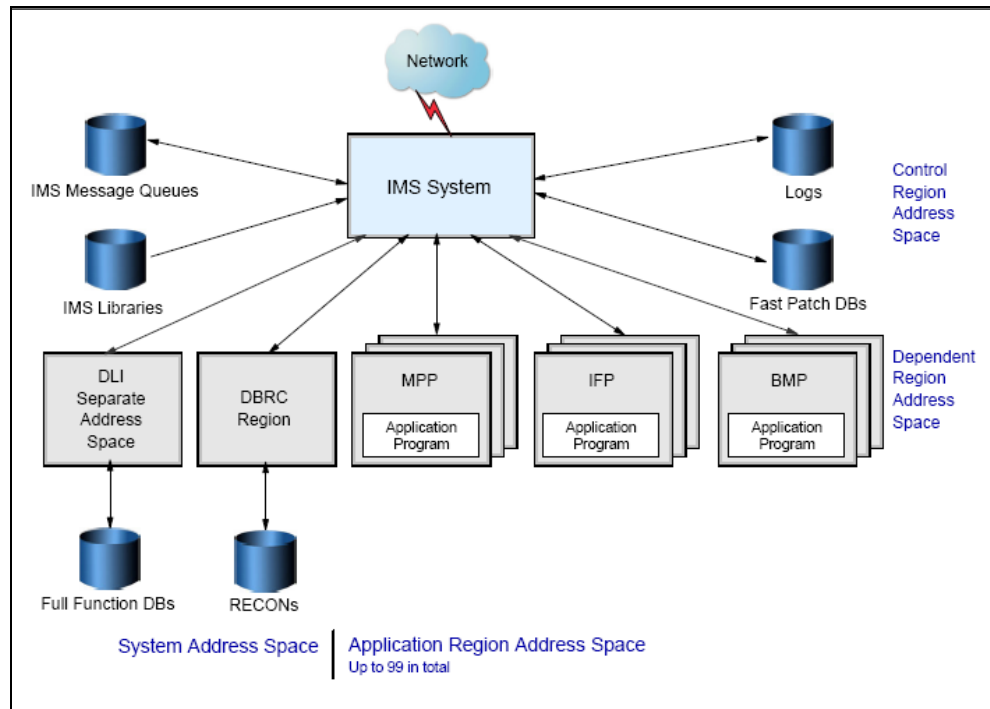 Network
IMS System
IMS Message Queues
Logs
Control
Region
Address
Space
IMS Libraries
Fast Patch DBs
DLI
Separate
Address
Space
DBRC
Region
MPP
Application
Program
IFP
Application
Program
BMP
Application
Program
Dependent
Region
Address
Space
Full Function DBs
RECONs
System Address Space
Application Region Address Space
Up to 99 in total